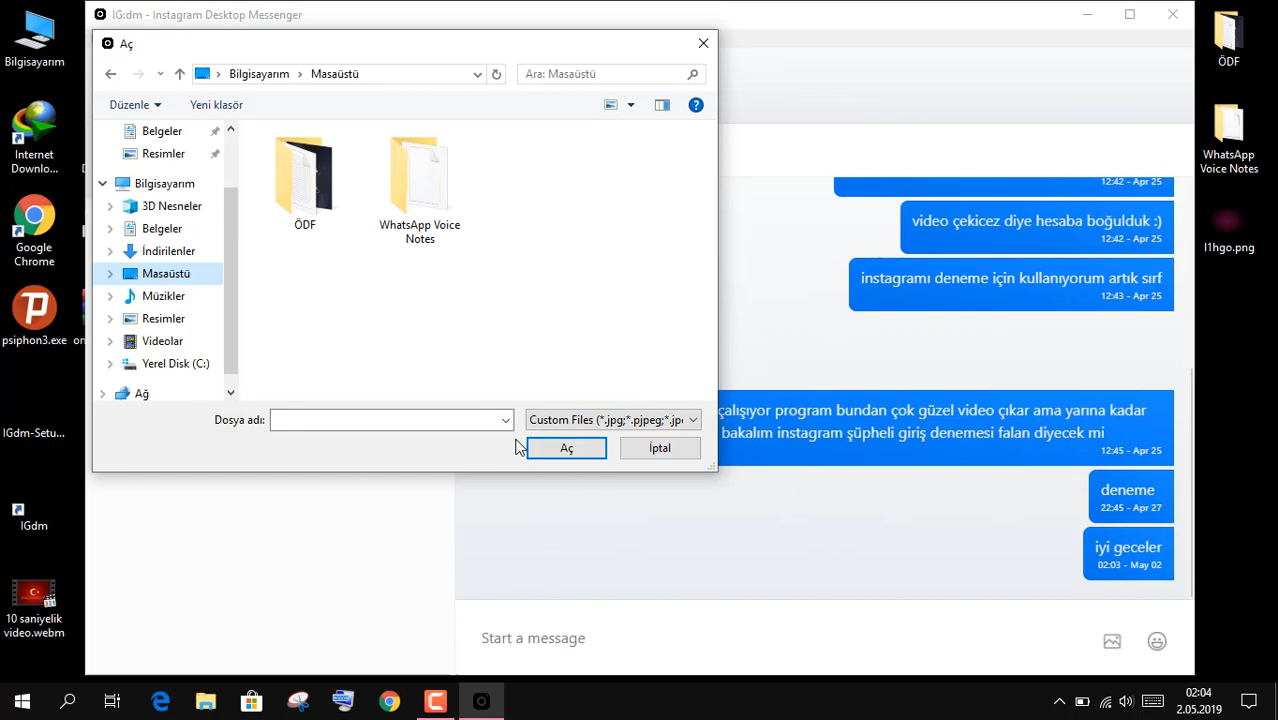 IG:dm - Instagram Desktop Messenger
Aç
Bilgisayarım
Masaüstü
Ara: Masaüstü
Düzenle
Yeni klasör
Belgeler
Resimler
Bilgisayarım
3D Nesneler
Belgeler
İndirilenler
Masaüstü
Müzikler
Resimler
Videolar
Yerel Disk (C:)
Ağ
ÖDF
WhatsApp Voice
Notes
Dosya adı:
Custom Files (*.jpg;*.pjpeg;*.jpe
Aç
İptal
Bilgisayarım
Internet
Downlo...
Google
Chrome
psiphon3.exe
IGdm-Setu...
IGdm
10 saniyelik
video.webm
ÖDF
WhatsApp
Voice Notes
l1hgo.png
12:42 - Apr 25
video çekicez diye hesaba boğulduk :)
12:42 - Apr 25
instagramı deneme için kullanıyorum artık sırf
12:43 - Apr 25
çalışıyor program bundan çok güzel video çıkar ama yarına kadar
bakalım instagram şüpheli giriş denemesi falan diyecek mi
12:45 - Apr 25
deneme
22:45 - Apr 27
iyi geceler
02:03 - May 02
Start a message
02:04
2.05.2019